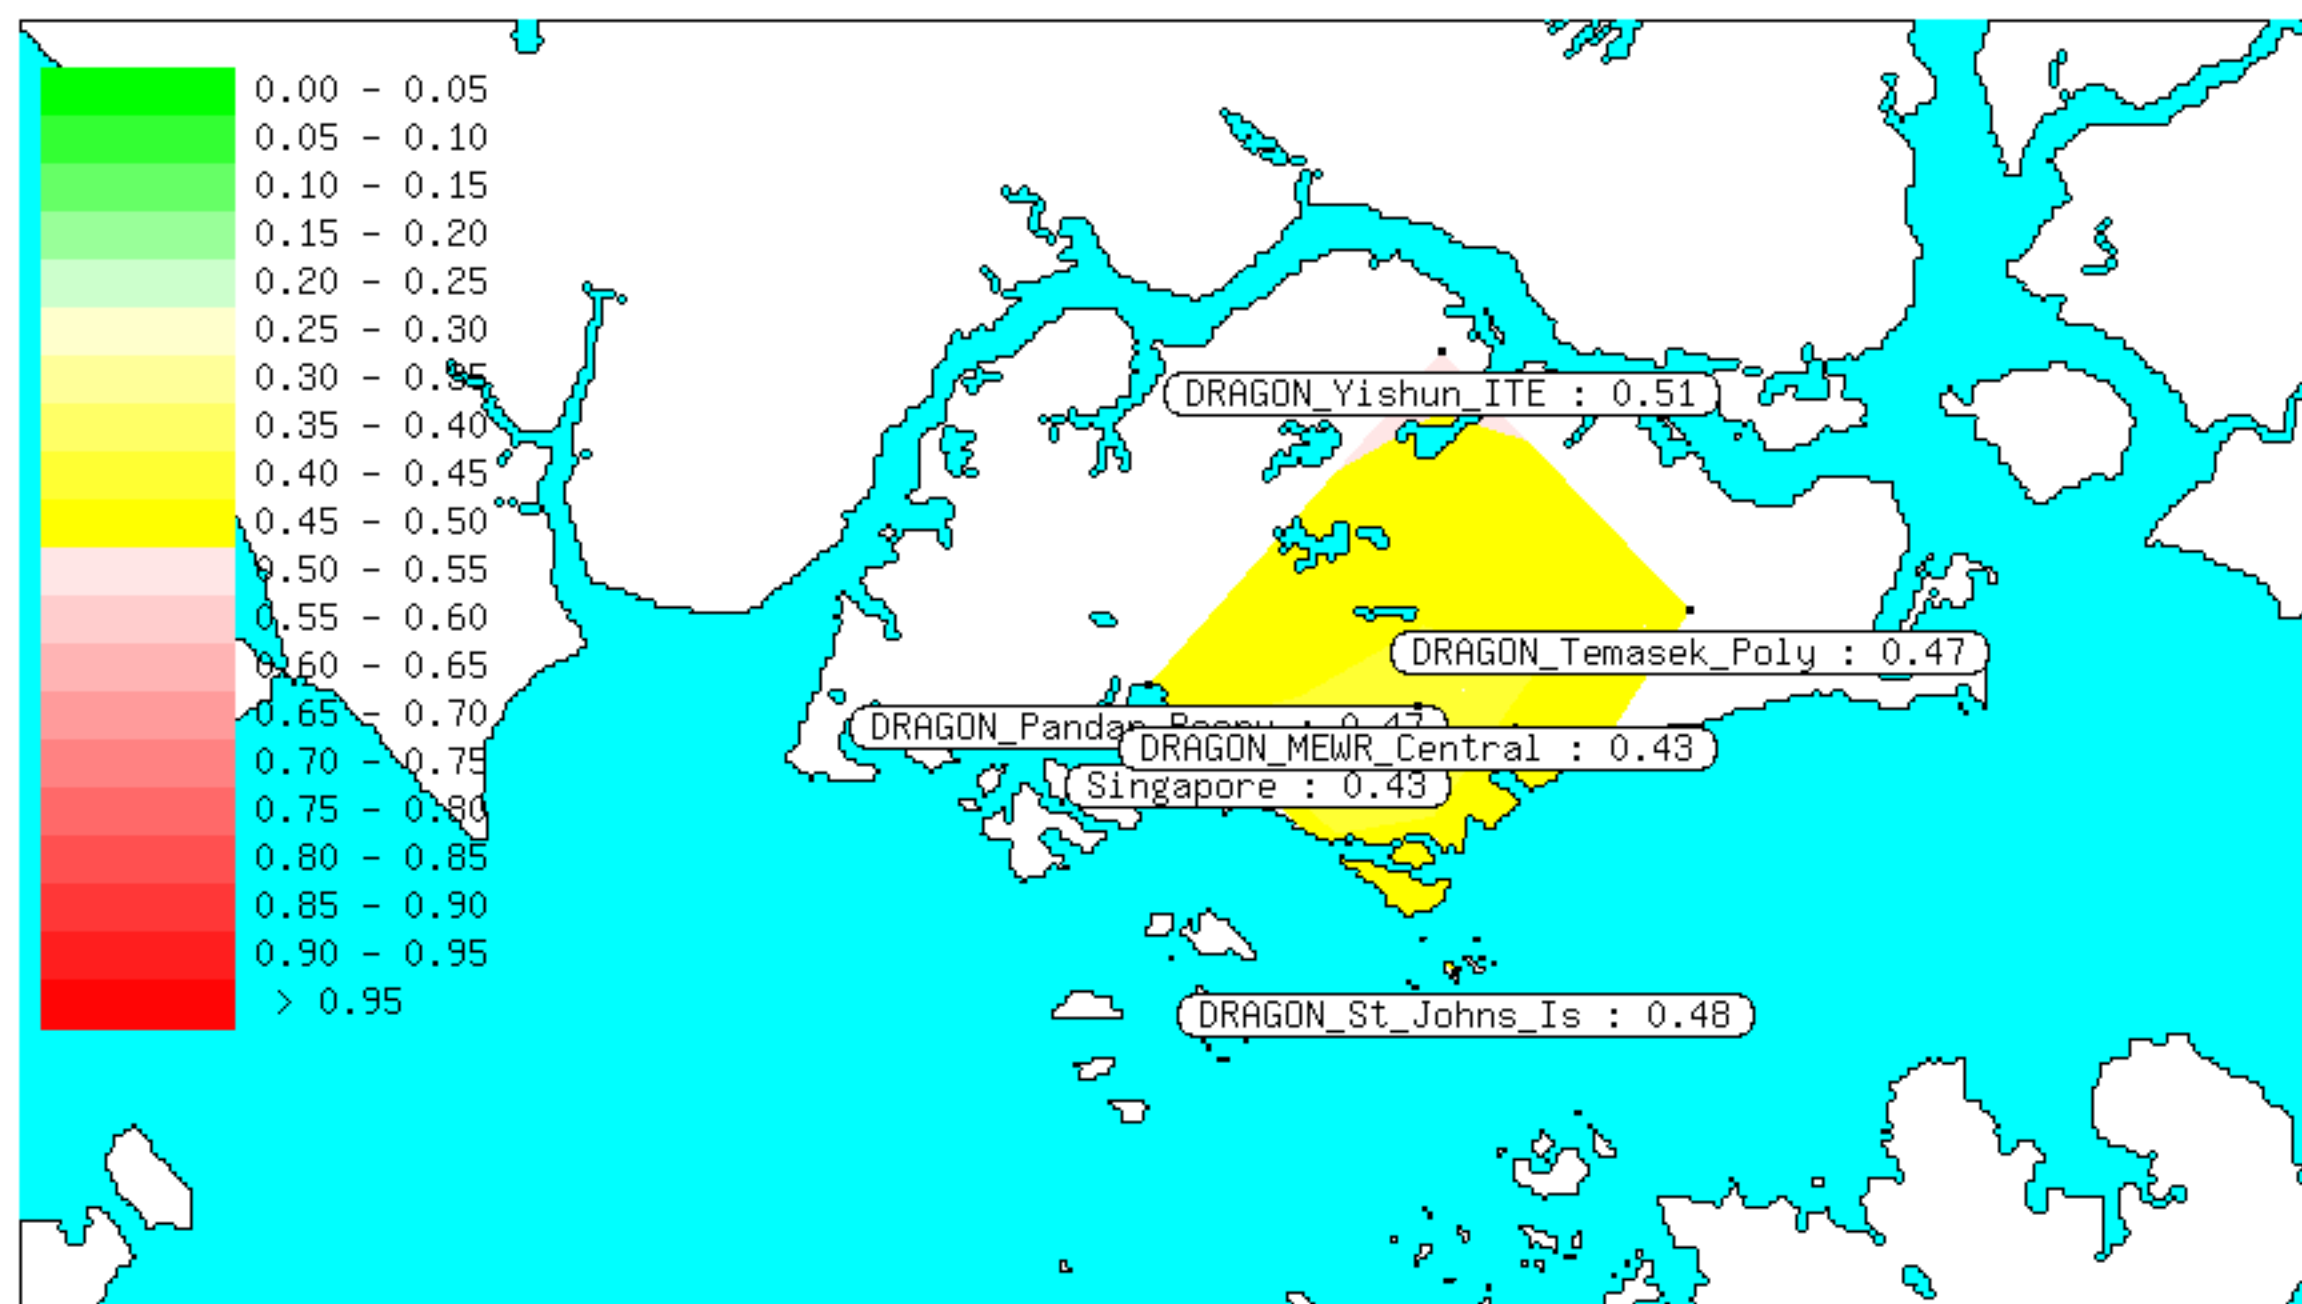 0.00 - 0.05
0.05 - 0.10
0.10 - 0.15
0.15 - 0.20
0.20 - 0.25
0.25 - 0.30
0.30 - 0.35
0.35 - 0.40
0.40 - 0.45
0.45 - 0.50
0.50 - 0.55
0.55 - 0.60
0.60 - 0.65
0.65 - 0.70
0.70 - 0.75
0.75 - 0.80
0.80 - 0.85
0.85 - 0.90
0.90 - 0.95
> 0.95
DRAGON_Yishun_ITE : 0.51
DRAGON_Temasek_Poly : 0.47
: 0.47
DRAGON_MEWR_Central : 0.43
Singapore : 0.43
DRAGON_St_Johns_Is : 0.48